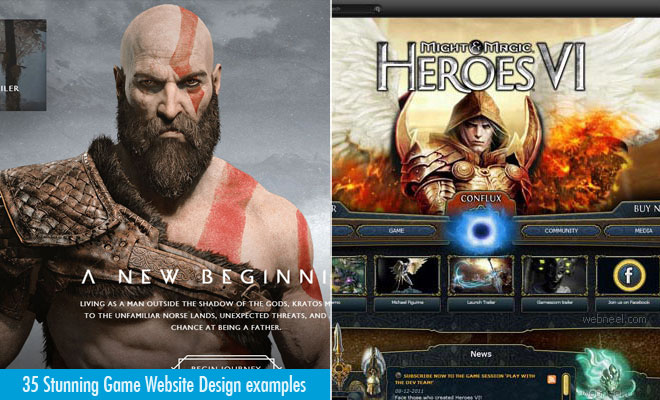 ILER
A NEW BEGINNI
LIVING AS A MAN OUTSIDE THE SHADOW OF THE GODS, KRATOS M
TO THE UNFAMILIAR NORSE LANDS, UNEXPECTED THREATS, AND
CHANCE AT BEING A FATHER.
BEGIN JOURNEY
35 Stunning Game Website Design examples
MIGHT & MAGIC
HEROES VI
CONFLUX
GAME
COMMUNITY
BUY N
MEDIA
Michael Figurine
Launch Trailer
Gamescom trailer
Join us on Facebook
webneel.com
News
SUBSCRIBE NOW TO THE GAME SESSION 'PLAY WITH
THE DEV TEAM!'
09-12-2011
Face those who created Heroes VI!